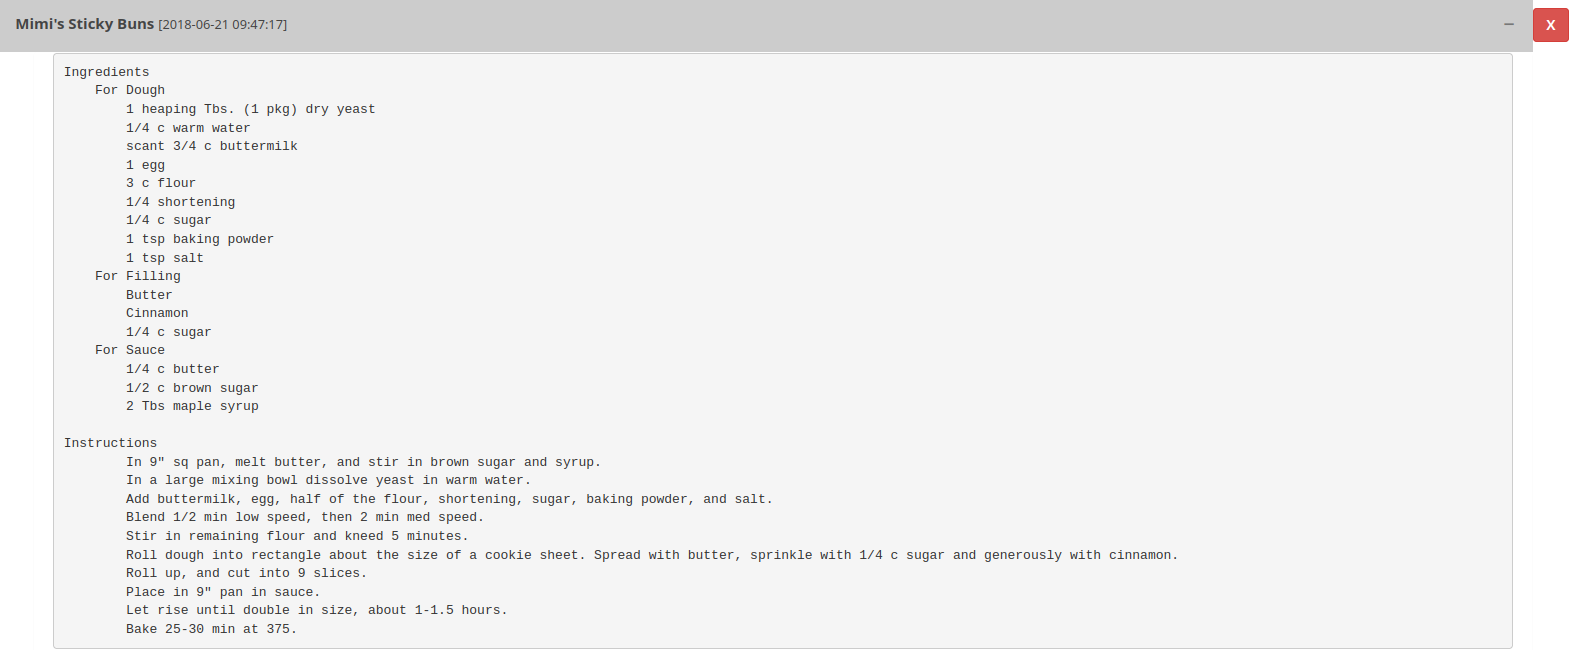 Mimi's Sticky Buns [2018-06-21 09:47:17] − X
Ingredients
For Dough
1 heaping Tbs. (1 pkg) dry yeast
1/4 c warm water
scant 3/4 c buttermilk
1 egg
3 c flour
1/4 shortening
1/4 c sugar
1 tsp baking powder
1 tsp salt
For Filling
Butter
Cinnamon
1/4 c sugar
For Sauce
1/4 c butter
1/2 c brown sugar
2 Tbs maple syrup
Instructions
In 9" sq pan, melt butter, and stir in brown sugar and syrup.
In a large mixing bowl dissolve yeast in warm water.
Add buttermilk, egg, half of the flour, shortening, sugar, baking powder, and salt.
Blend 1/2 min low speed, then 2 min med speed.
Stir in remaining flour and kneed 5 minutes.
Roll dough into rectangle about the size of a cookie sheet. Spread with butter, sprinkle with 1/4 c sugar and generously with cinnamon.
Roll up, and cut into 9 slices.
Place in 9" pan in sauce.
Let rise until double in size, about 1-1.5 hours.
Bake 25-30 min at 375.